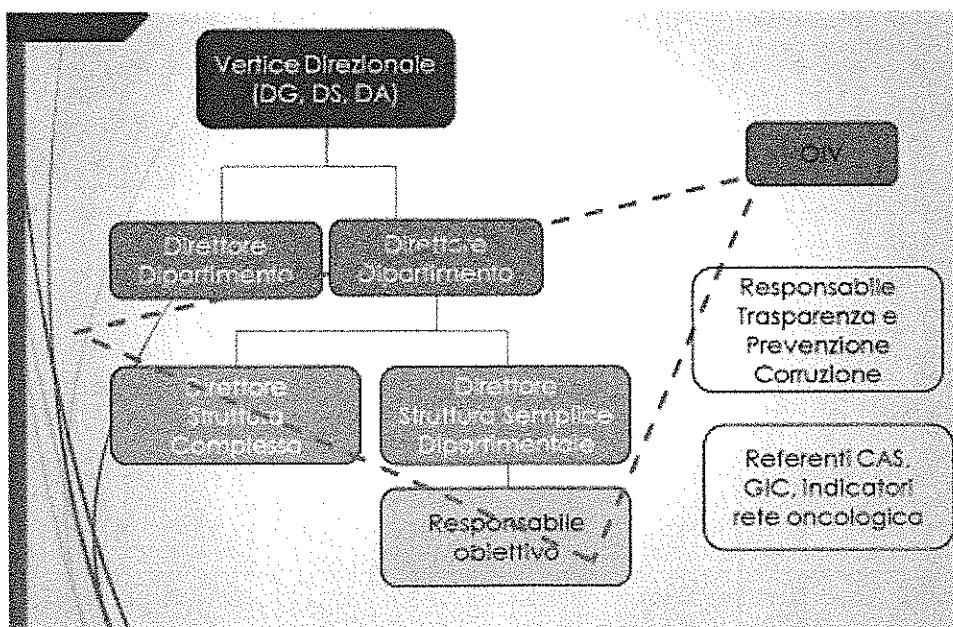 Vertice Direzionale
(DG, DS, DA)
OIV
Direttore
Dipartimento
Direttore
Dipartimento
Responsabile
Trasparenza e
Prevenzione
Corruzione
Direttore
Struttura
Complessa
Direttore
Struttura Semplice
Dipartimentale
Referenti CAS,
GIC, Indicatori
rete oncologica
Responsabile
obiettivo